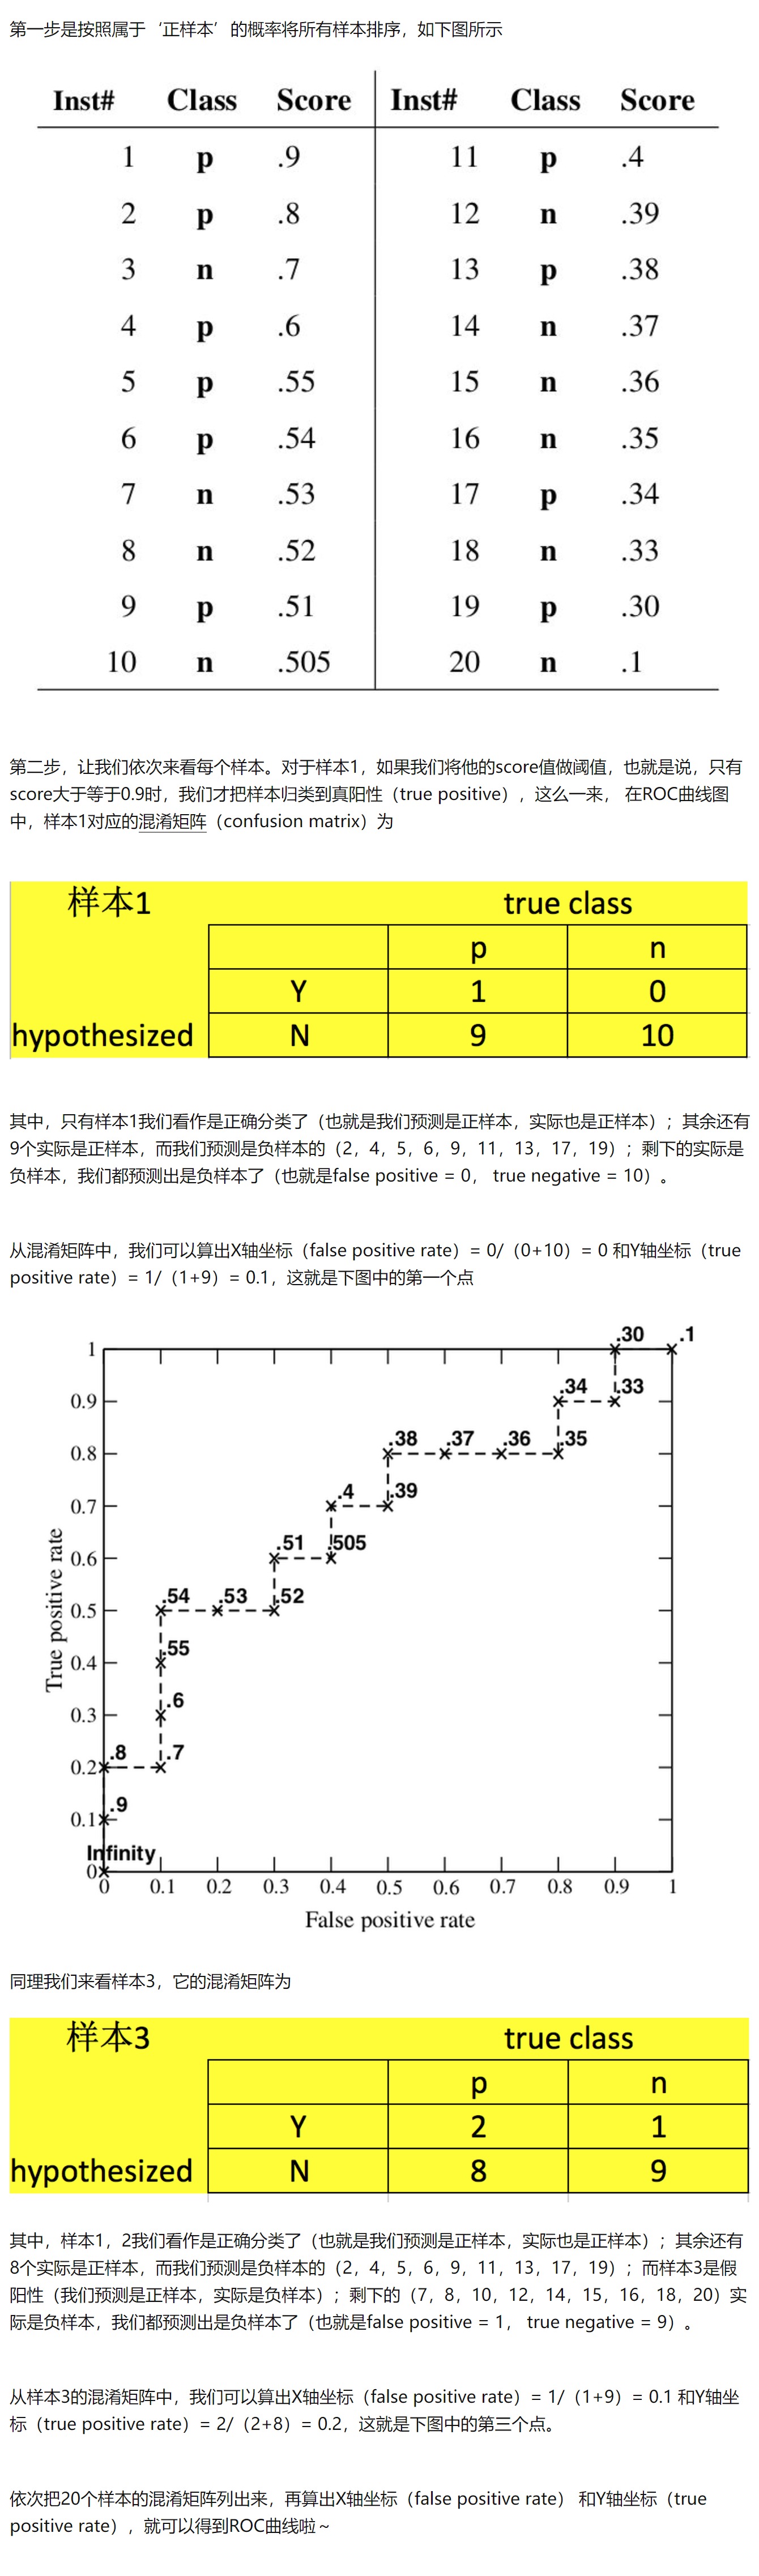 第一步是按照属于‘正样本’的概率将所有样本排序，如下图所示
Inst# Class Score Inst# Class Score
1 p .9 11 p .4
2 p .8 12 n .39
3 n .7 13 p .38
4 p .6 14 n .37
5 p .55 15 n .36
6 p .54 16 n .35
7 n .53 17 p .34
8 n .52 18 n .33
9 p .51 19 p .30
10 n .505 20 n .1
第二步，让我们依次来看每个样本。对于样本1，如果我们将他的score值做阈值，也就是说，只有
score大于等于0.9时，我们才把样本归类到真阳性（true positive），这么一来， 在ROC曲线图
中，样本1对应的混淆矩阵（confusion matrix）为
样本1 true class
p n
Y 1 0
hypothesized N 9 10
其中，只有样本1我们看作是正确分类了（也就是我们预测是正样本，实际也是正样本）；其余还有
9个实际是正样本，而我们预测是负样本的（2，4，5，6，9，11，13，17，19）；剩下的实际是
负样本，我们都预测出是负样本了（也就是false positive = 0， true negative = 10）。
从混淆矩阵中，我们可以算出X轴坐标（false positive rate）= 0/（0+10）= 0 和Y轴坐标（true
positive rate）= 1/（1+9）= 0.1，这就是下图中的第一个点
.30 .1
1
.34 .33
0.9
.38 .37 .36 .35
0.8
.4 .39
0.7
.51 .505
0.6
.54 .53 .52
0.5
.55
0.4
.6
0.3
.8 .7
0.2
.9
0.1
Infinity
0
True positive rate
0 0.1 0.2 0.3 0.4 0.5 0.6 0.7 0.8 0.9 1
False positive rate
同理我们来看样本3，它的混淆矩阵为
样本3 true class
p n
Y 2 1
hypothesized N 8 9
其中，样本1，2我们看作是正确分类了（也就是我们预测是正样本，实际也是正样本）；其余还有
8个实际是正样本，而我们预测是负样本的（2，4，5，6，9，11，13，17，19）；而样本3是假
阳性（我们预测是正样本，实际是负样本）；剩下的（7，8，10，12，14，15，16，18，20）实
际是负样本，我们都预测出是负样本了（也就是false positive = 1， true negative = 9）。
从样本3的混淆矩阵中，我们可以算出X轴坐标（false positive rate）= 1/（1+9）= 0.1 和Y轴坐
标（true positive rate）= 2/（2+8）= 0.2，这就是下图中的第三个点。
依次把20个样本的混淆矩阵列出来，再算出X轴坐标（false positive rate） 和Y轴坐标（true
positive rate），就可以得到ROC曲线啦～